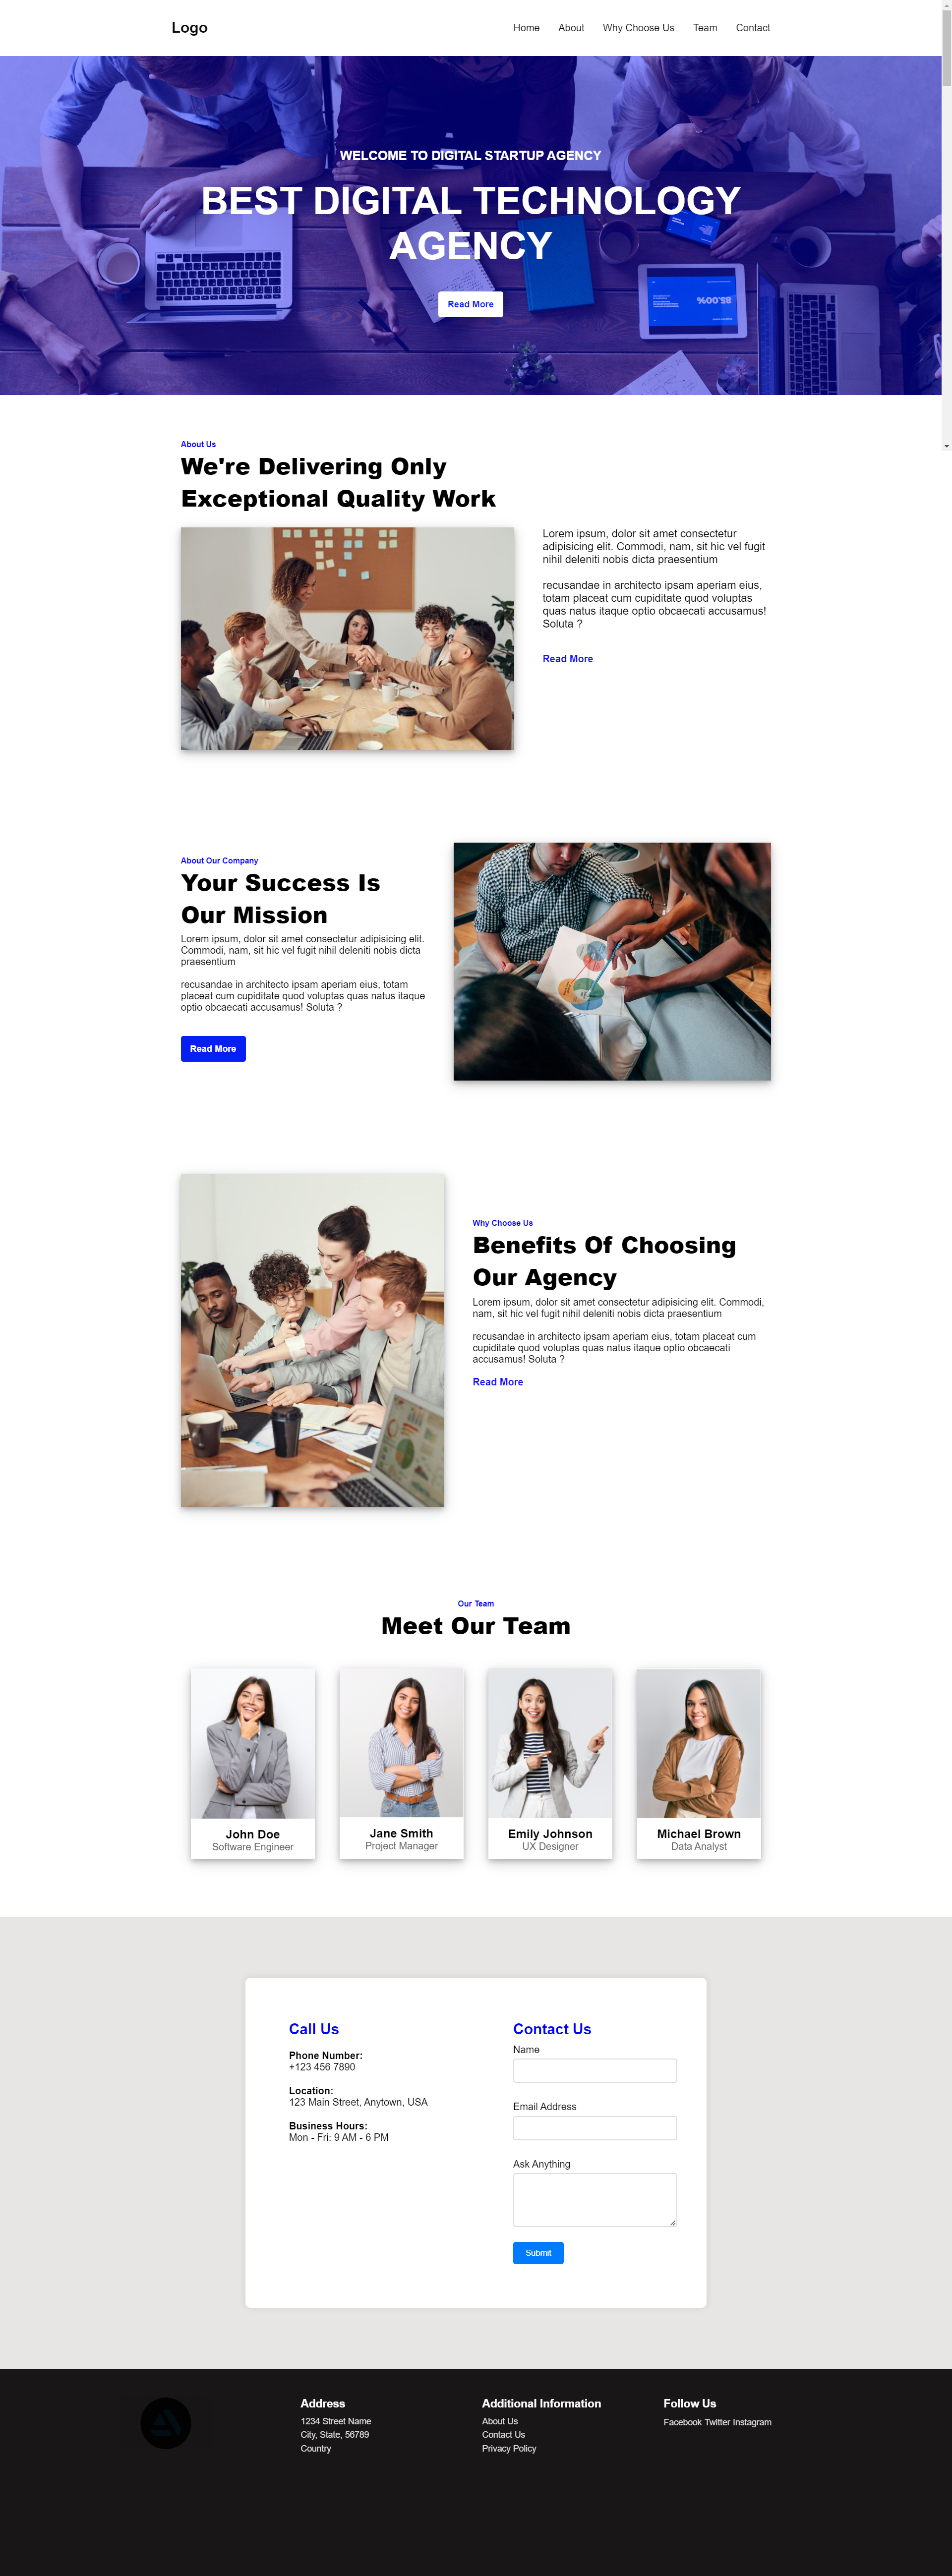 Logo
Home About Why Choose Us Team Contact
WELCOME TO DIGITAL STARTUP AGENCY
BEST DIGITAL TECHNOLOGY
AGENCY
85.00%
Read More
About Us
We're Delivering Only
Exceptional Quality Work
Lorem ipsum, dolor sit amet consectetur
adipisicing elit. Commodi, nam, sit hic vel fugit
nihil deleniti nobis dicta praesentium
recusandae in architecto ipsam aperiam eius,
totam placeat cum cupiditate quod voluptas
quas natus itaque optio obcaecati accusamus!
Soluta ?
Read More
About Our Company
Your Success Is
Our Mission
Lorem ipsum, dolor sit amet consectetur adipisicing elit.
Commodi, nam, sit hic vel fugit nihil deleniti nobis dicta
praesentium
recusandae in architecto ipsam aperiam eius, totam
placeat cum cupiditate quod voluptas quas natus itaque
optio obcaecati accusamus! Soluta ?
Read More
Why Choose Us
Benefits Of Choosing
Our Agency
Lorem ipsum, dolor sit amet consectetur adipisicing elit. Commodi,
nam, sit hic vel fugit nihil deleniti nobis dicta praesentium
recusandae in architecto ipsam aperiam eius, totam placeat cum
cupiditate quod voluptas quas natus itaque optio obcaecati
accusamus! Soluta ?
Read More
Our Team
Meet Our Team
John Doe
Software Engineer
Jane Smith
Project Manager
Emily Johnson
UX Designer
Michael Brown
Data Analyst
Call Us
Phone Number:
+123 456 7890
Location:
123 Main Street, Anytown, USA
Business Hours:
Mon - Fri: 9 AM - 6 PM
Contact Us
Name
Email Address
Ask Anything
Submit
Address
1234 Street Name
City, State, 56789
Country
Additional Information
About Us
Contact Us
Privacy Policy
Follow Us
Facebook Twitter Instagram